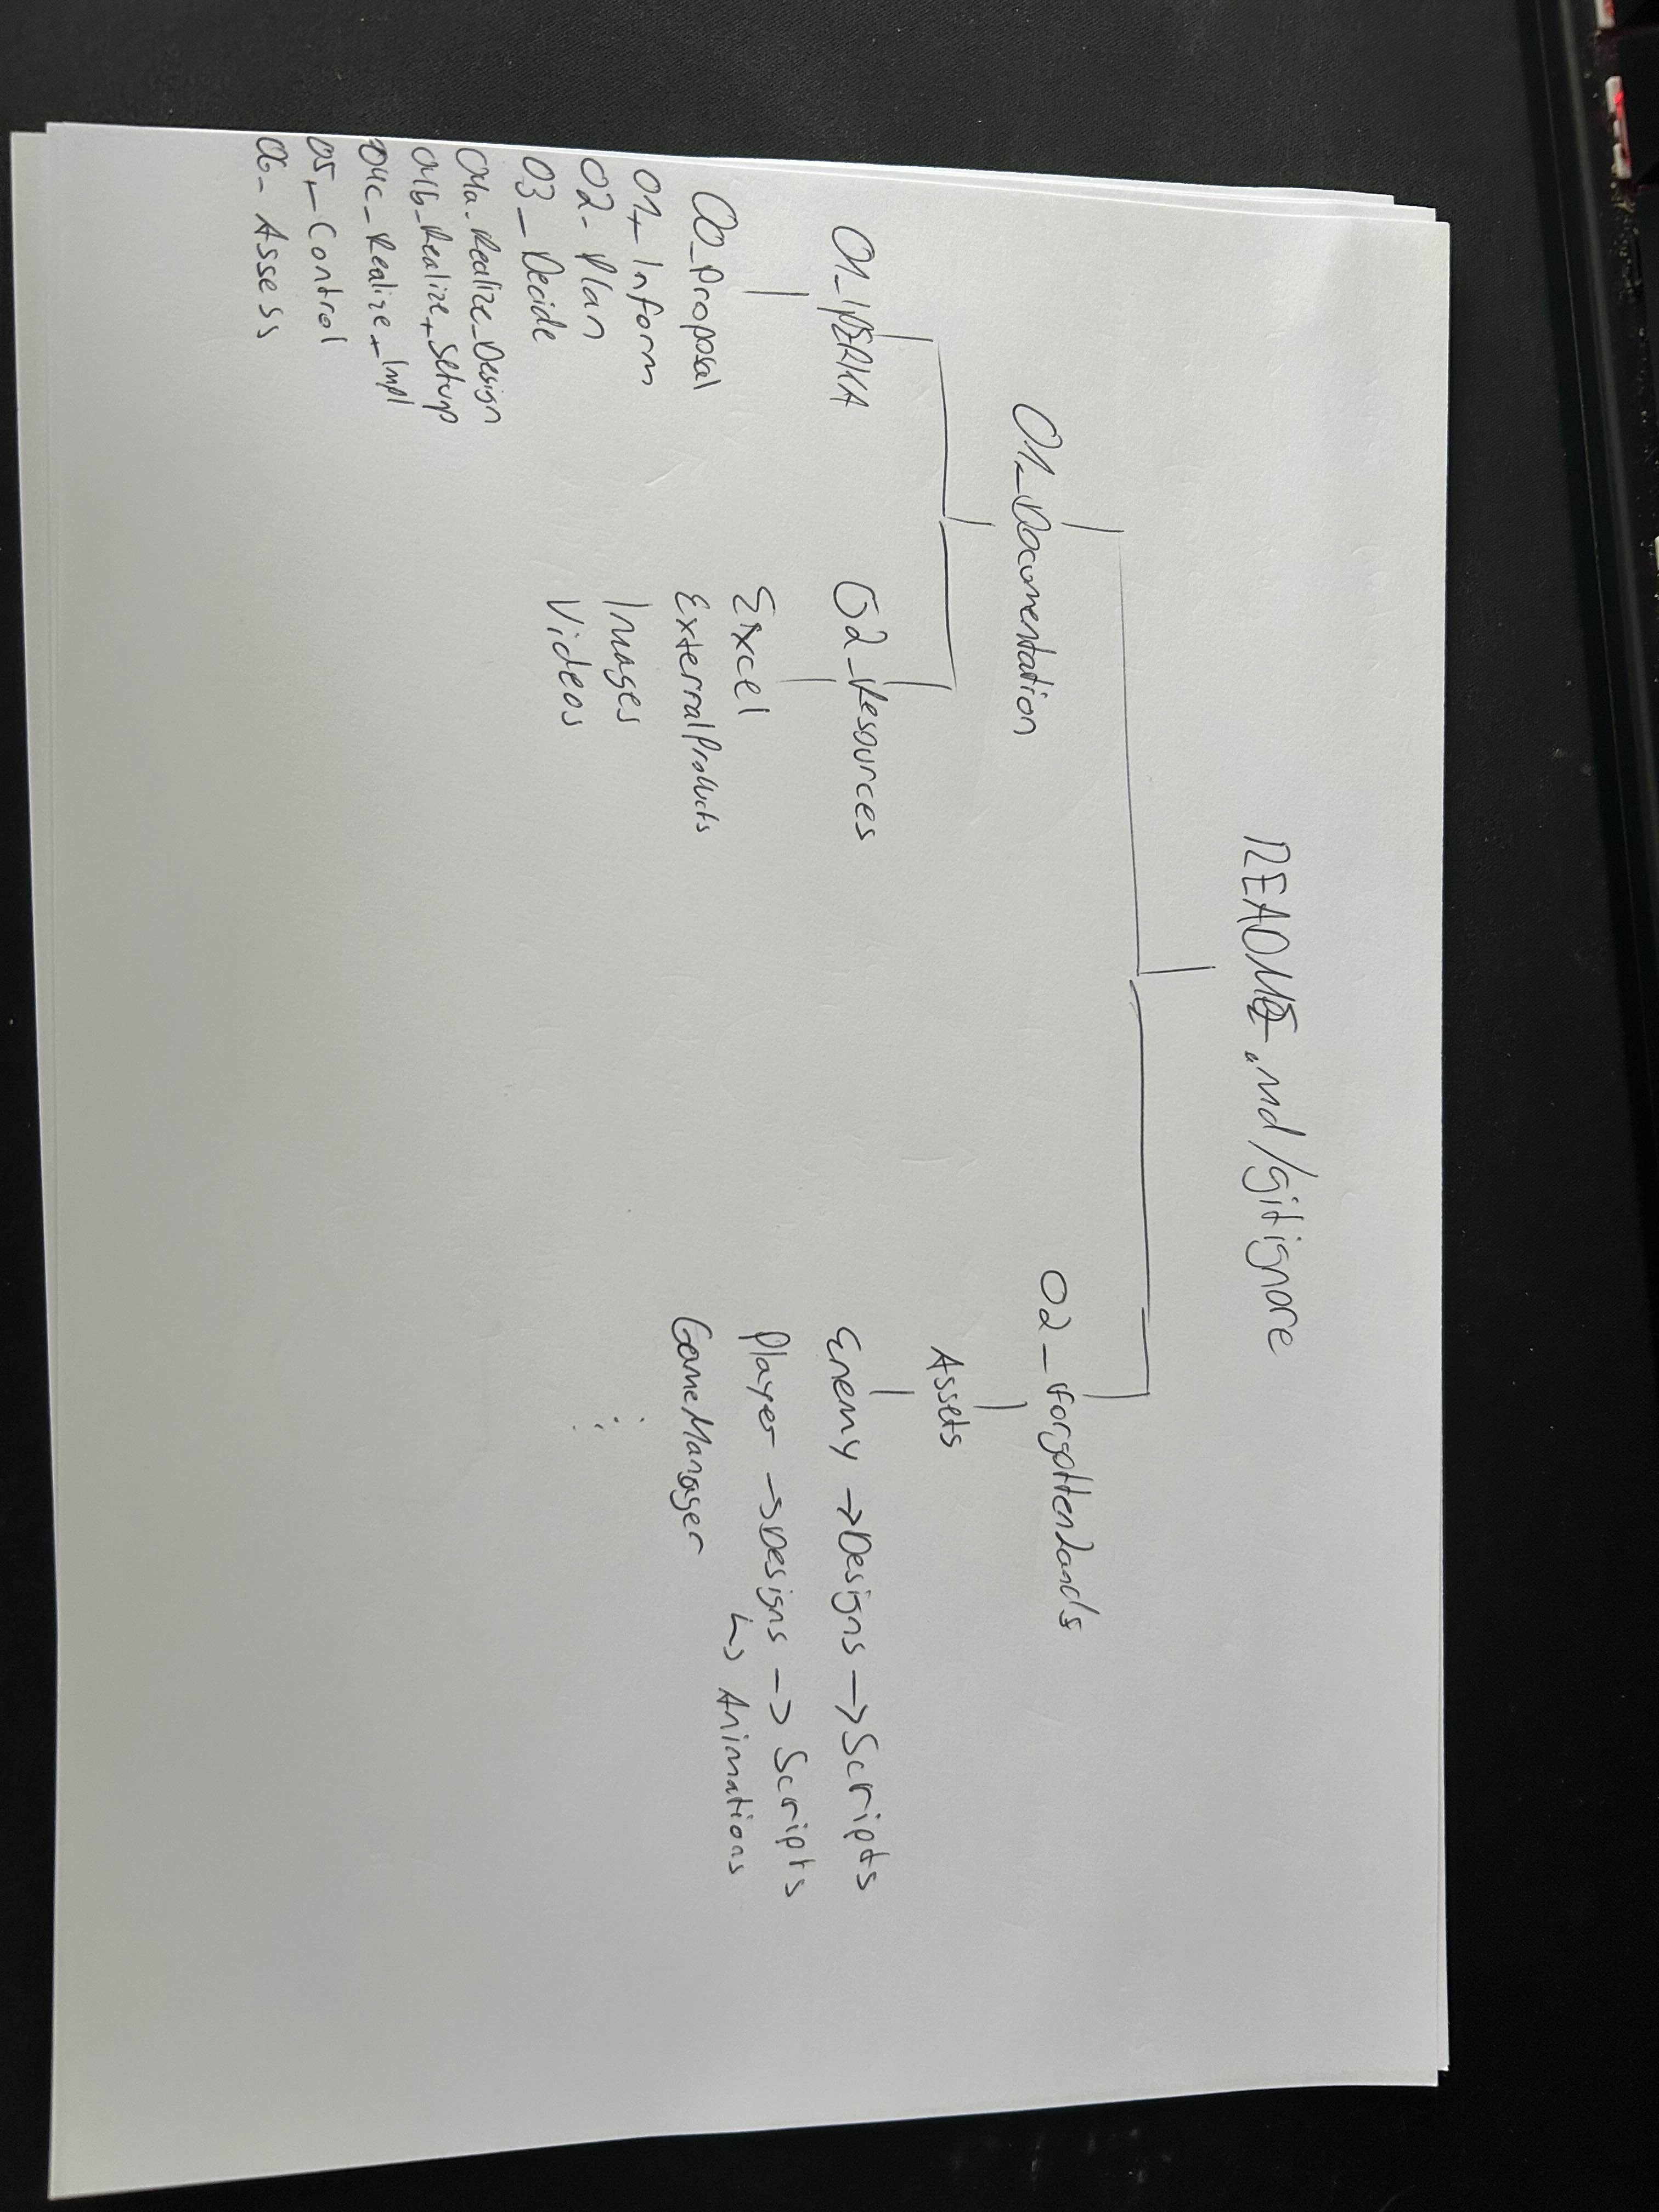 README.md/gitignore
01_Documentation
02_ForgottenLands
Assets
01_IPERKA
02_Resources
Enemy →Designs →Scripts
Player →Designs → Scripts
↳ Animations
GameManager
00_Proposal
01_Inform
02_Plan
03_Decide
04a_Realize_Design
04b_Realize_Setup
04c_Realize_Impl
05_Control
06_Assess
Excel
ExternalProducts
Images
Videos